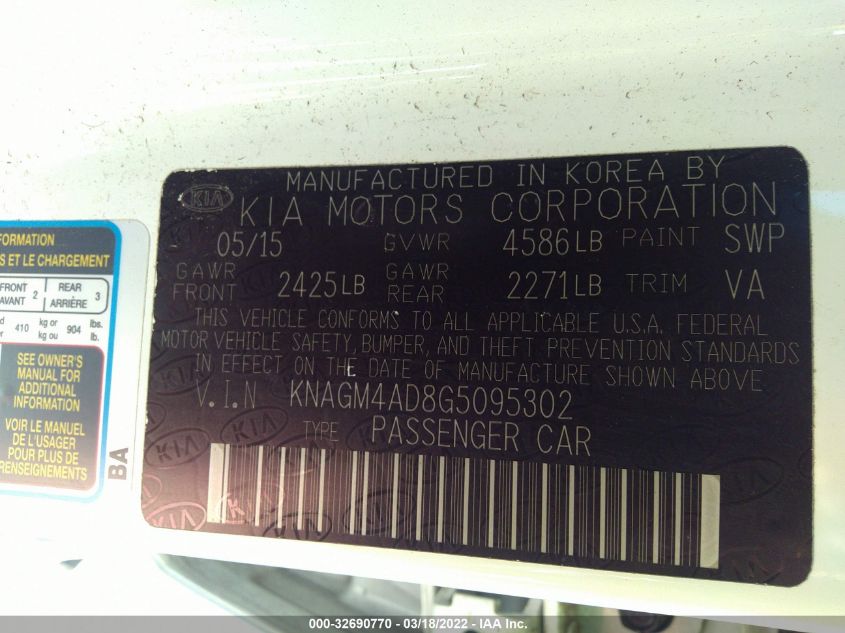 FORMATION
S ET LE CHARGEMENT
FRONT 2 REAR 3
AVANT ARRIÈRE
410 kg or 904 lbs.
kg ou lb.
SEE OWNER'S
MANUAL FOR
ADDITIONAL
INFORMATION
VOIR LE MANUEL
DE L'USAGER
POUR PLUS DE
RENSEIGNEMENTS
BA
KIA
MANUFACTURED IN KOREA BY
KIA MOTORS CORPORATION
05/15 GVWR 4586LB PAINT SWP
GAWR FRONT 2425LB GAWR REAR 2271LB TRIM VA
THIS VEHICLE CONFORMS TO ALL APPLICABLE U.S.A. FEDERAL
MOTOR VEHICLE SAFETY, BUMPER, AND THEFT PREVENTION STANDARDS
IN EFFECT ON THE DATE OF MANUFACTURE SHOWN ABOVE
V.I.N KNAGM4AD8G5095302
TYPE PASSENGER CAR
000-32690770 - 03/18/2022 - IAA Inc.